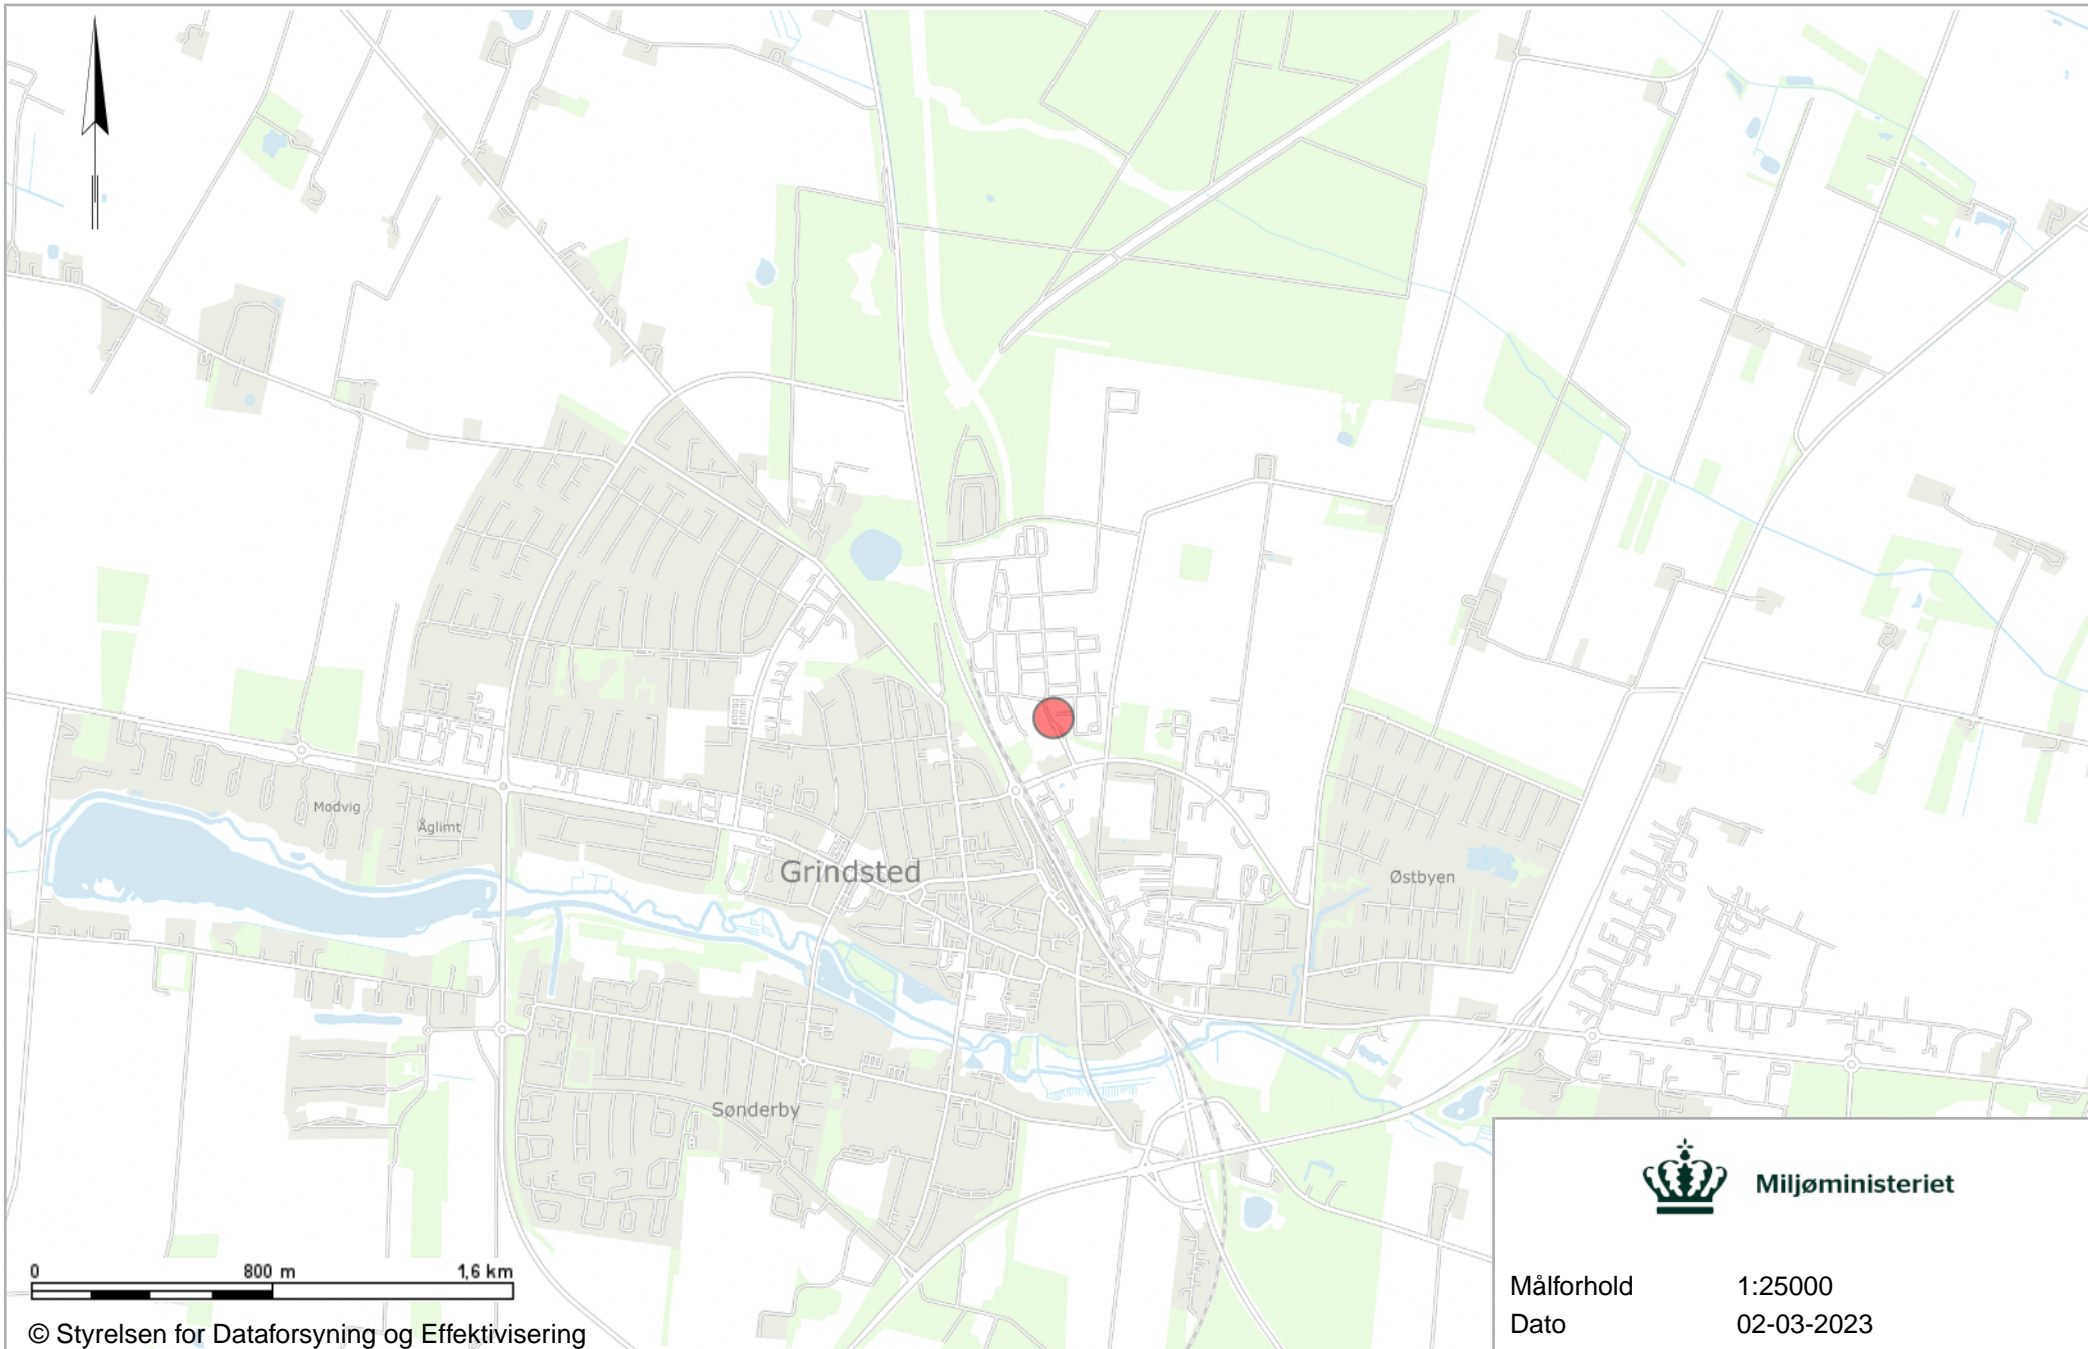 Modvig
Åglimt
Grindsted
Østbyen
Sønderby
0 800 m 1,6 km
© Styrelsen for Dataforsyning og Effektivisering
Miljøministeriet
Målforhold 1:25000
Dato 02-03-2023